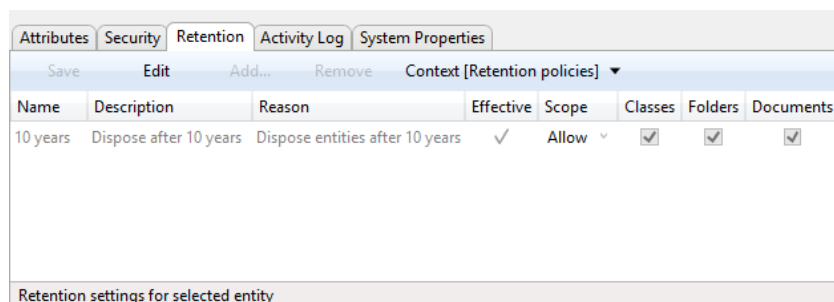 Attributes Security Retention Activity Log System Properties
Save Edit Add... Remove Context [Retention policies]
Name Description Reason Effective Scope Classes Folders Documents
10 years Dispose after 10 years Dispose entities after 10 years Allow
Retention settings for selected entity